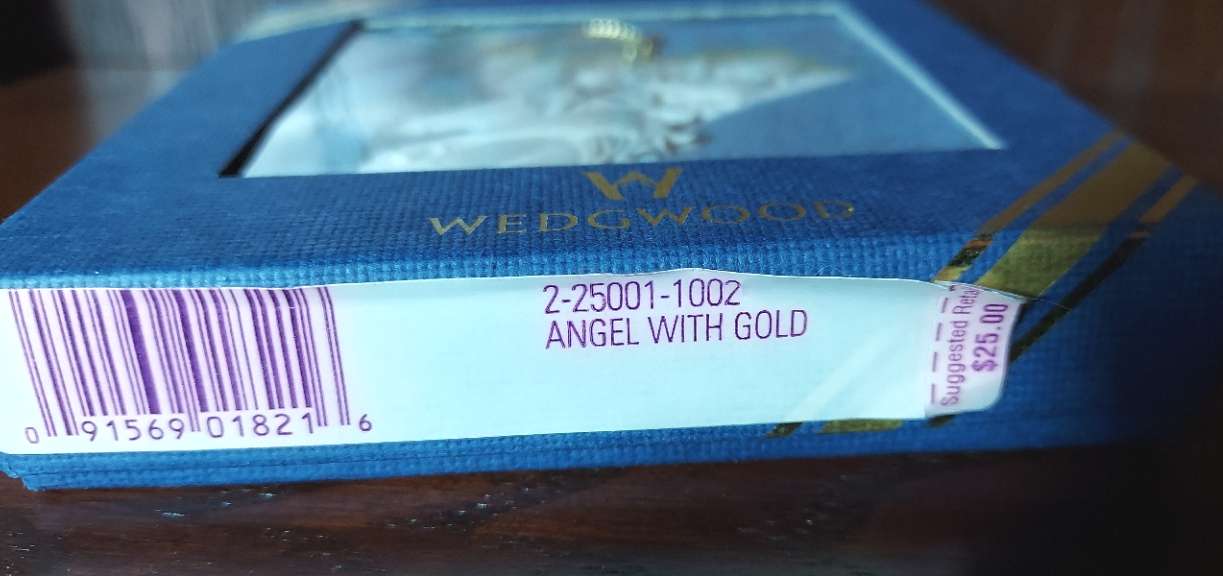 W
WEDGWOOD
2-25001-1002
ANGEL WITH GOLD
Suggested Retail
$25.00
0 91569 01821 6